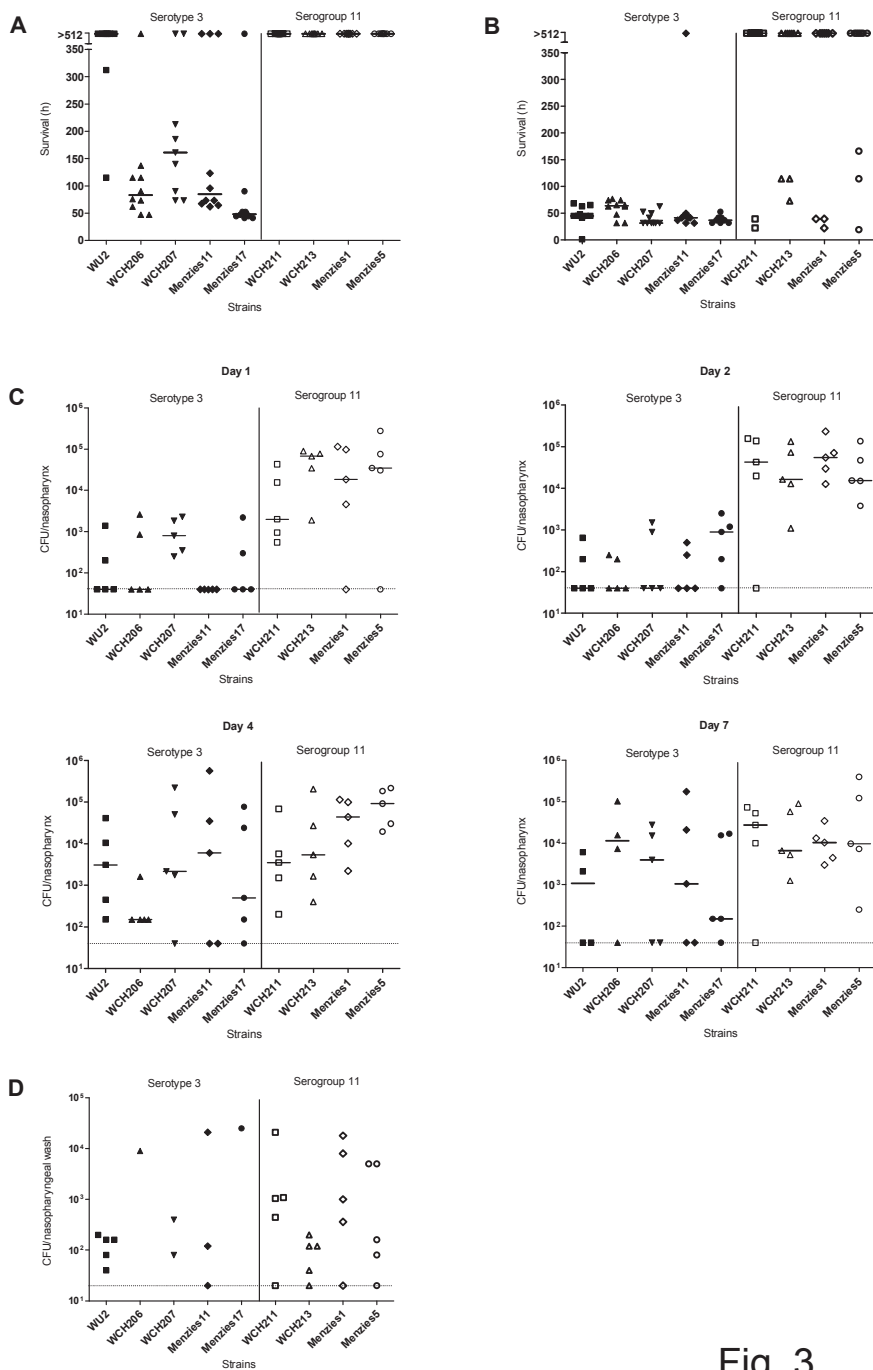 A
Serotype 3 Serogroup 11
>512
350
300
250
200
150
100
50
0
Survival (h)
WU2 WCH206 WCH207 Menzies11 Menzies17 WCH211 WCH213 Menzies1 Menzies5
Strains
B
Serotype 3 Serogroup 11
>512
350
300
250
200
150
100
50
0
Survival (h)
WU2 WCH206 WCH207 Menzies11 Menzies17 WCH211 WCH213 Menzies1 Menzies5
Strains
C
Day 1
Serotype 3 Serogroup 11
10⁶
10⁵
10⁴
10³
10²
10¹
CFU/nasopharynx
WU2 WCH206 WCH207 Menzies11 Menzies17 WCH211 WCH213 Menzies1 Menzies5
Strains
Day 2
Serotype 3 Serogroup 11
10⁶
10⁵
10⁴
10³
10²
10¹
CFU/nasopharynx
WU2 WCH206 WCH207 Menzies11 Menzies17 WCH211 WCH213 Menzies1 Menzies5
Strains
Day 4
Serotype 3 Serogroup 11
10⁶
10⁵
10⁴
10³
10²
10¹
CFU/nasopharynx
WU2 WCH206 WCH207 Menzies11 Menzies17 WCH211 WCH213 Menzies1 Menzies5
Strains
Day 7
Serotype 3 Serogroup 11
10⁶
10⁵
10⁴
10³
10²
10¹
CFU/nasopharynx
WU2 WCH206 WCH207 Menzies11 Menzies17 WCH211 WCH213 Menzies1 Menzies5
Strains
D
Serotype 3 Serogroup 11
10⁵
10⁴
10³
10²
10¹
CFU/nasopharyngeal wash
WU2 WCH206 WCH207 Menzies11 Menzies17 WCH211 WCH213 Menzies1 Menzies5
Strains
Fig. 3